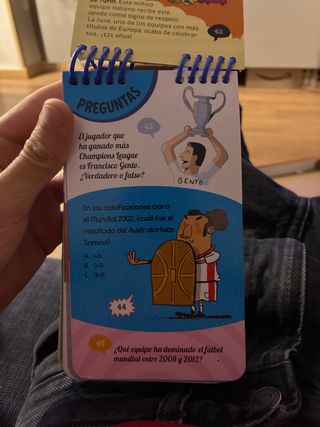 de TUMA. Este mítico
equipo italiano recibe este
apodo como signo de respeto.
La Juve, uno de los equipos con más
títulos de Europa, acaba de celebrar
sus... ¡121 años!
42
PREGUNTAS
43
El jugador que
ha ganado más
Champions League
es Francisco Gento.
¿Verdadero o falso?
GENTO
En las clasificaciones para
el Mundial 2002, ¿cuál fue el
resultado del Australia-Islas
Samoa?
A. 1-0.
B. 3-0.
C. 31-0.
44
45
¿Qué equipo ha dominado el fútbol
mundial entre 2008 y 2012?